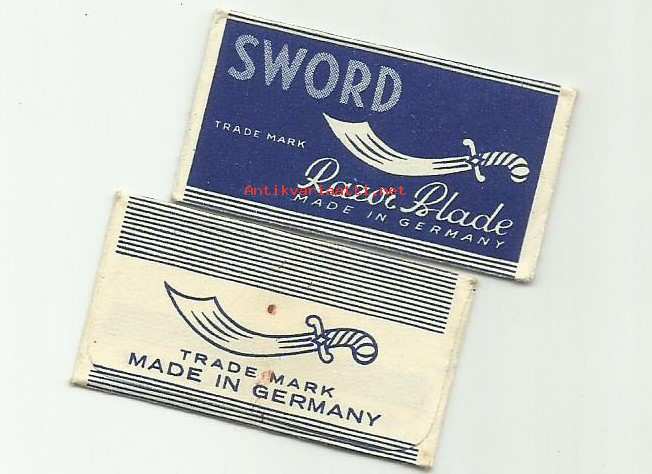 SWORD
TRADE MARK
Razor Blade
MADE IN GERMANY
Antikvariaatti.net
TRADE MARK
MADE IN GERMANY